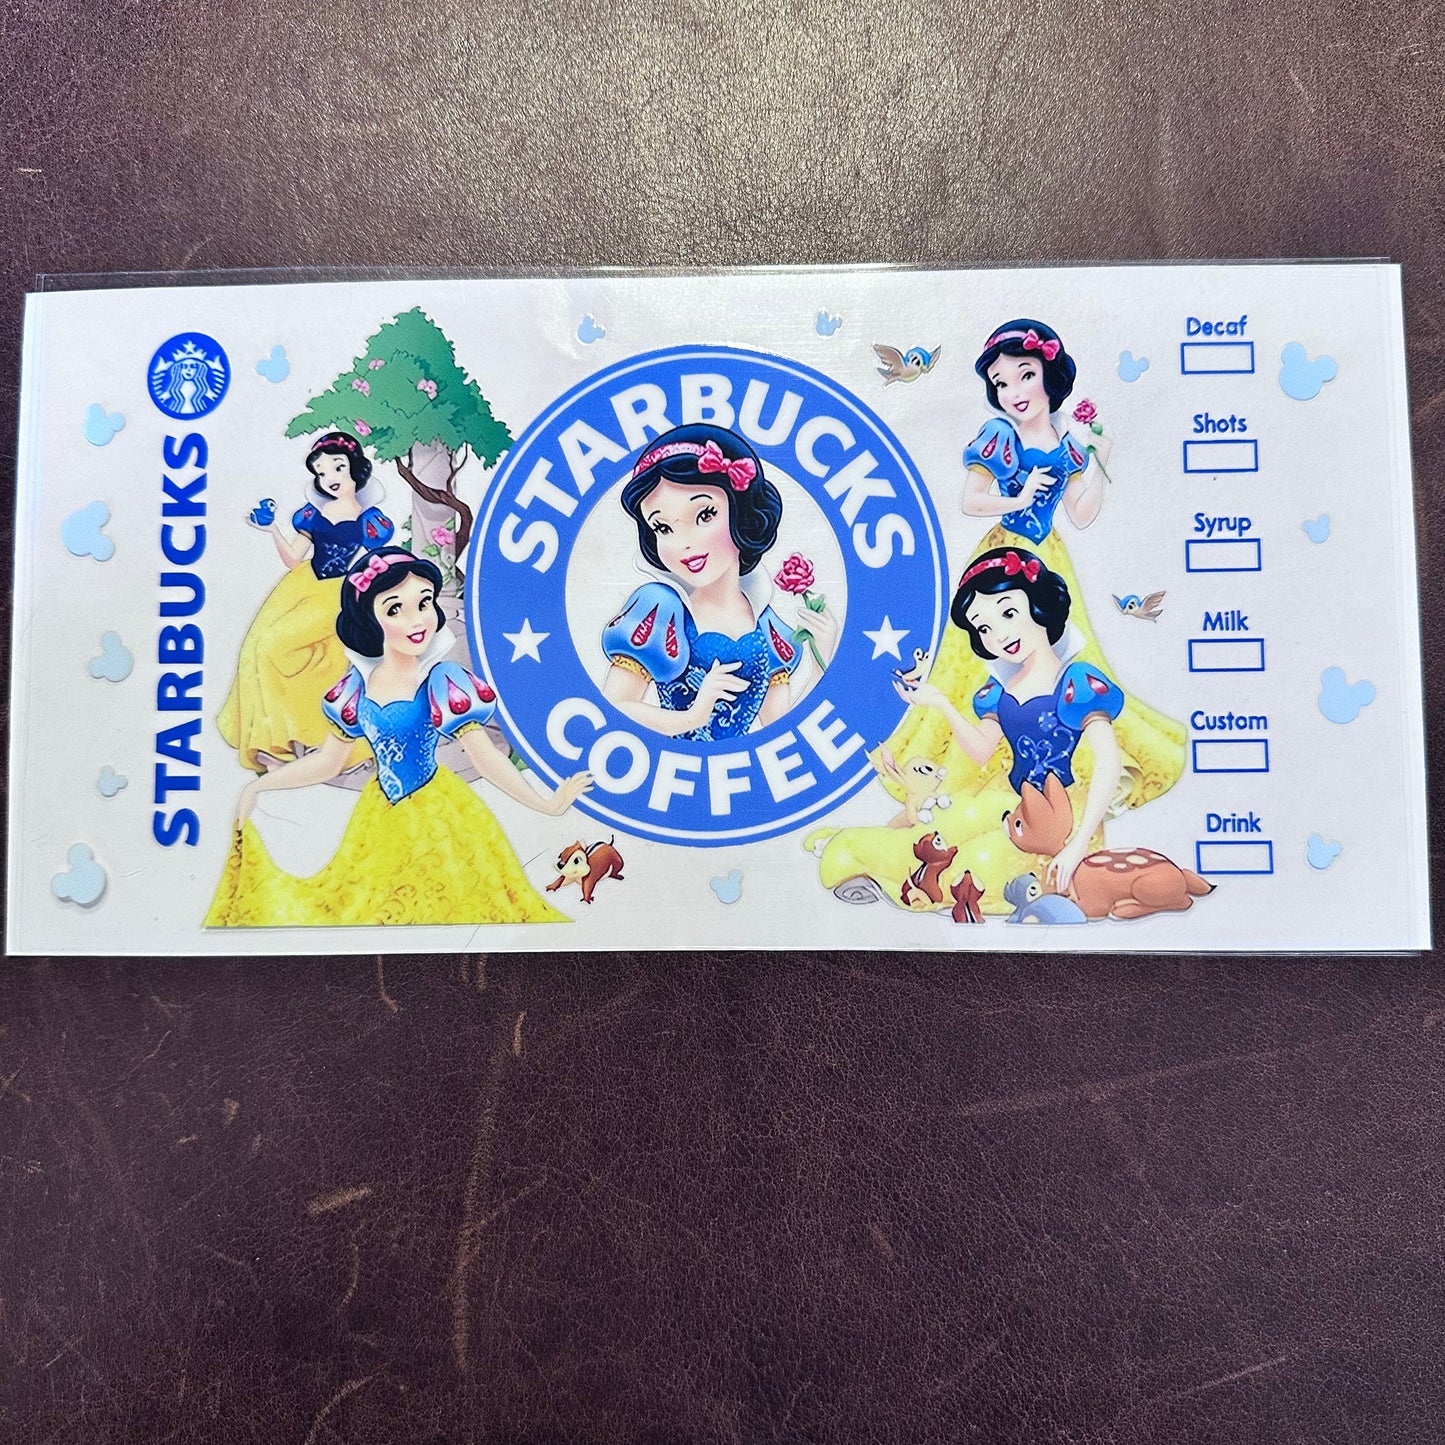 STARBUCKS
STARBUCKS
COFFEE
Decaf
Shots
Syrup
Milk
Custom
Drink